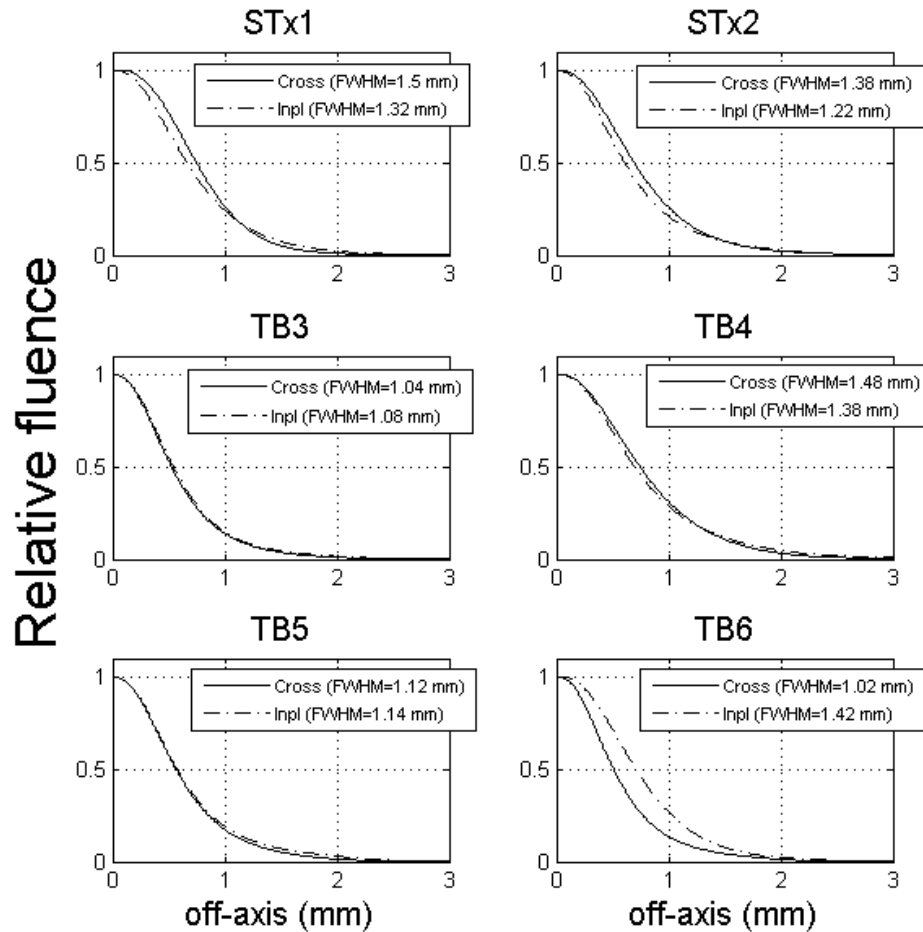 STx1
STx2
1
Cross (FWHM=1.5 mm)
Inpl (FWHM=1.32 mm)
0.5
0
0 1 2 3
1
Cross (FWHM=1.38 mm)
Inpl (FWHM=1.22 mm)
0.5
0
0 1 2 3
Relative fluence
TB3
TB4
1
Cross (FWHM=1.04 mm)
Inpl (FWHM=1.08 mm)
0.5
0
0 1 2 3
1
Cross (FWHM=1.48 mm)
Inpl (FWHM=1.38 mm)
0.5
0
0 1 2 3
TB5
TB6
1
Cross (FWHM=1.12 mm)
Inpl (FWHM=1.14 mm)
0.5
0
0 1 2 3
off-axis (mm)
1
Cross (FWHM=1.02 mm)
Inpl (FWHM=1.42 mm)
0.5
0
0 1 2 3
off-axis (mm)